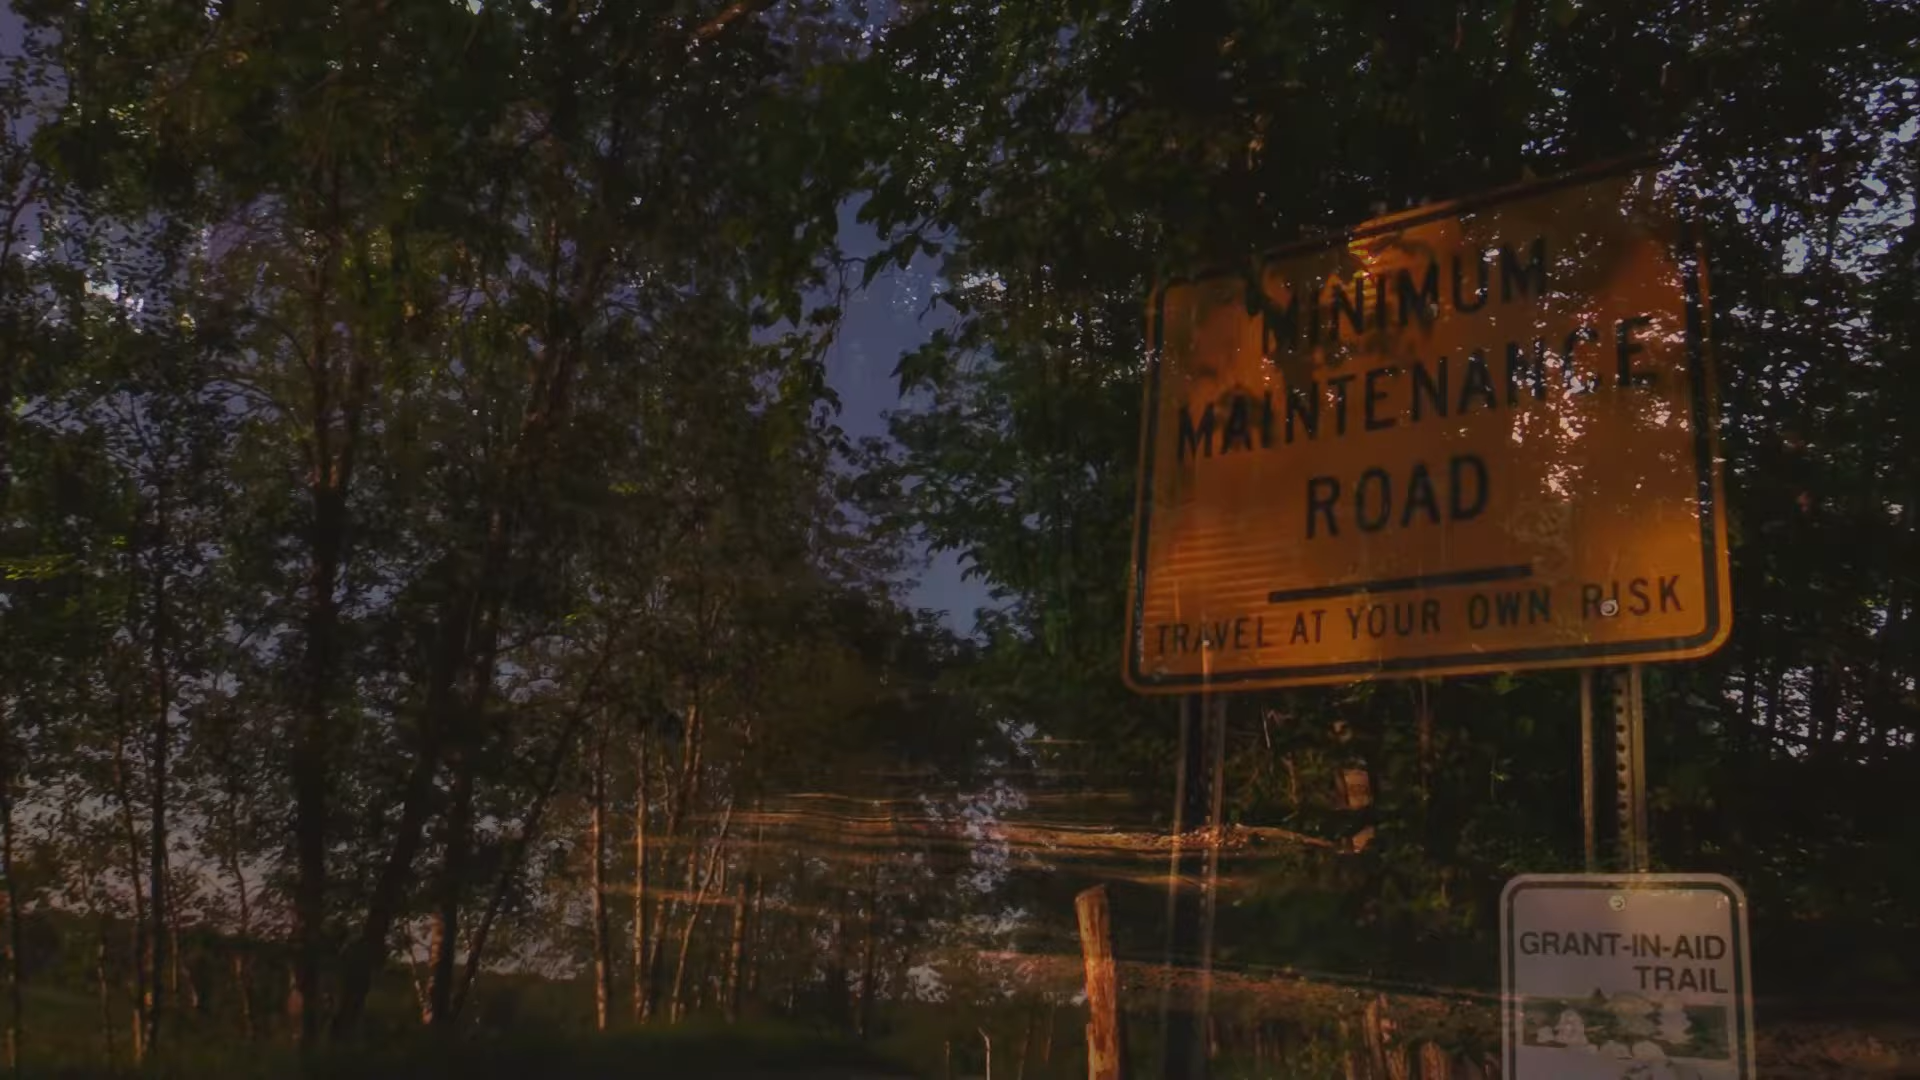 MINIMUM
MAINTENANCE
ROAD
TRAVEL AT YOUR OWN RISK
GRANT-IN-AID
TRAIL